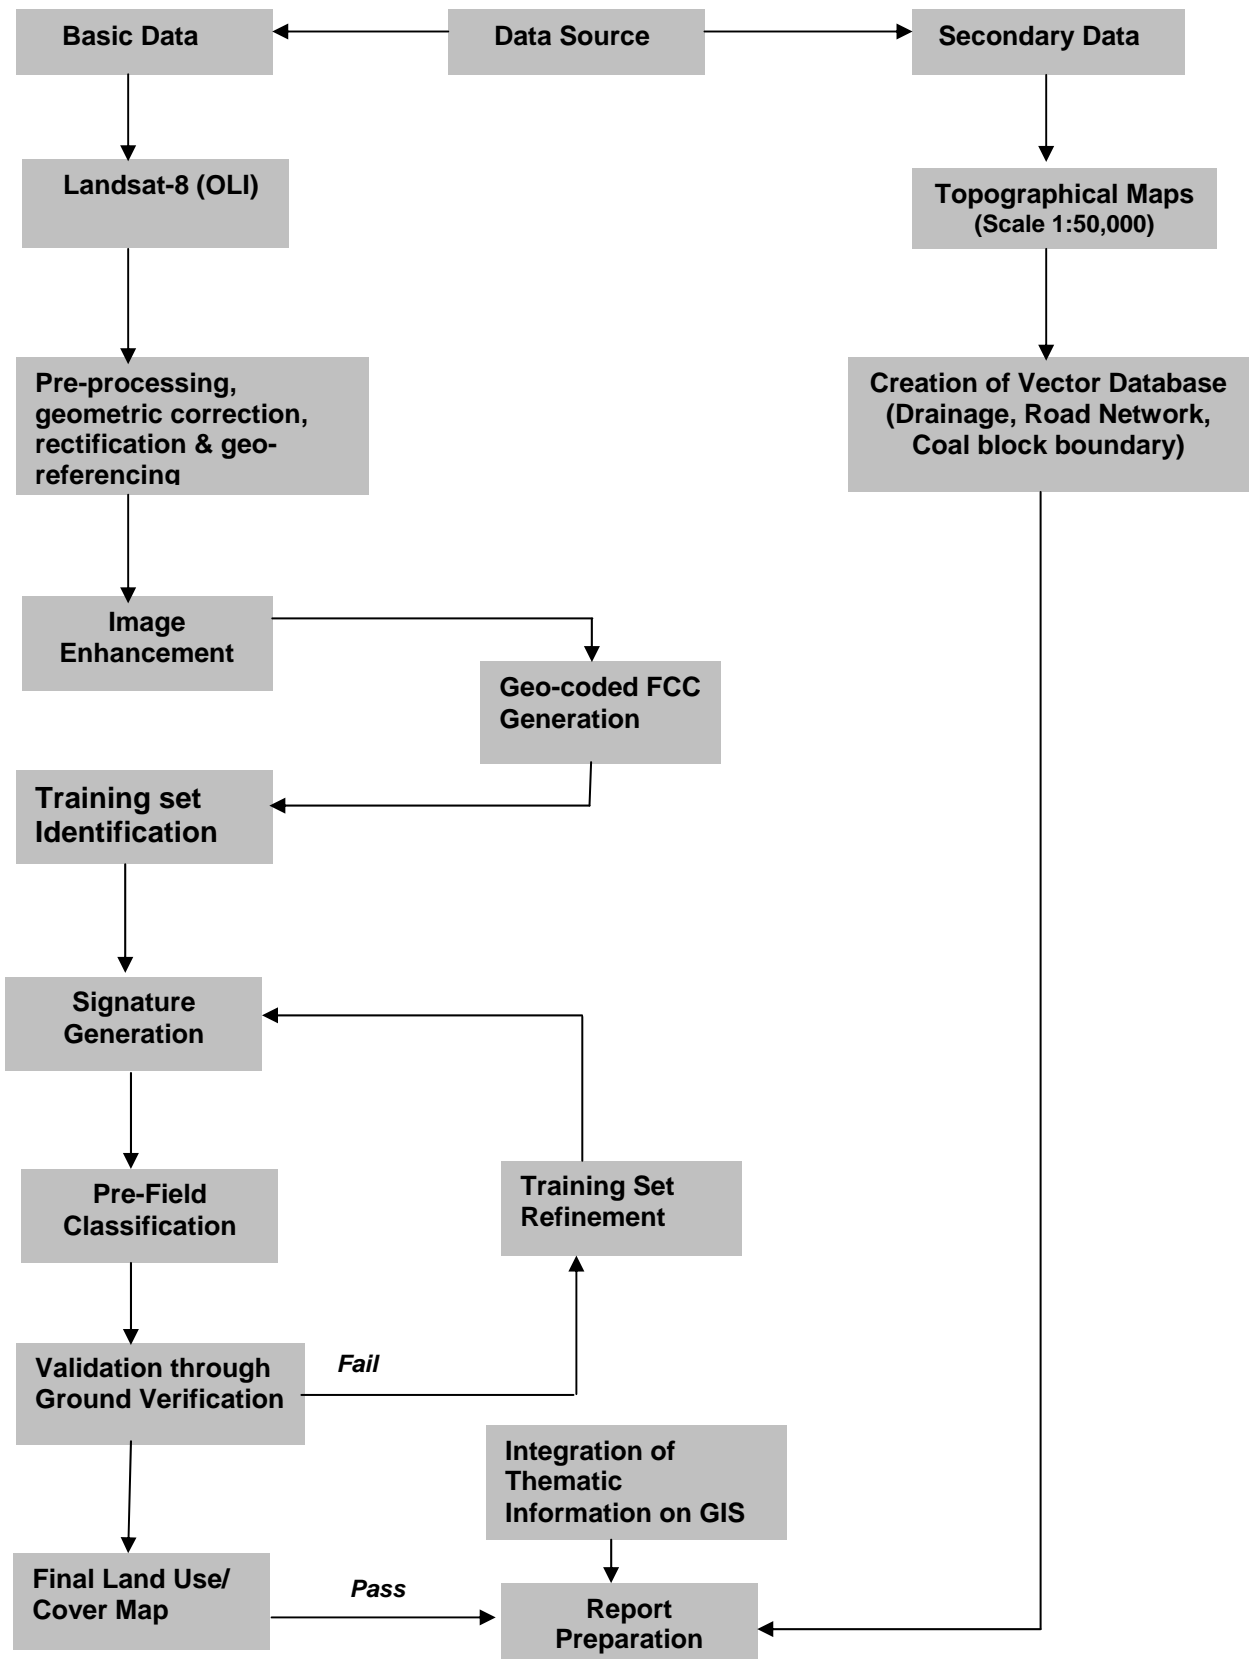 Basic Data
Data Source
Secondary Data
Landsat-8 (OLI)
Topographical Maps
(Scale 1:50,000)
Pre-processing,
geometric correction,
rectification & geo-
referencing
Creation of Vector Database
(Drainage, Road Network,
Coal block boundary)
Image
Enhancement
Geo-coded FCC
Generation
Training set
Identification
Signature
Generation
Pre-Field
Classification
Training Set
Refinement
Validation through
Ground Verification
Fail
Integration of
Thematic
Information on GIS
Final Land Use/
Cover Map
Pass
Report
Preparation